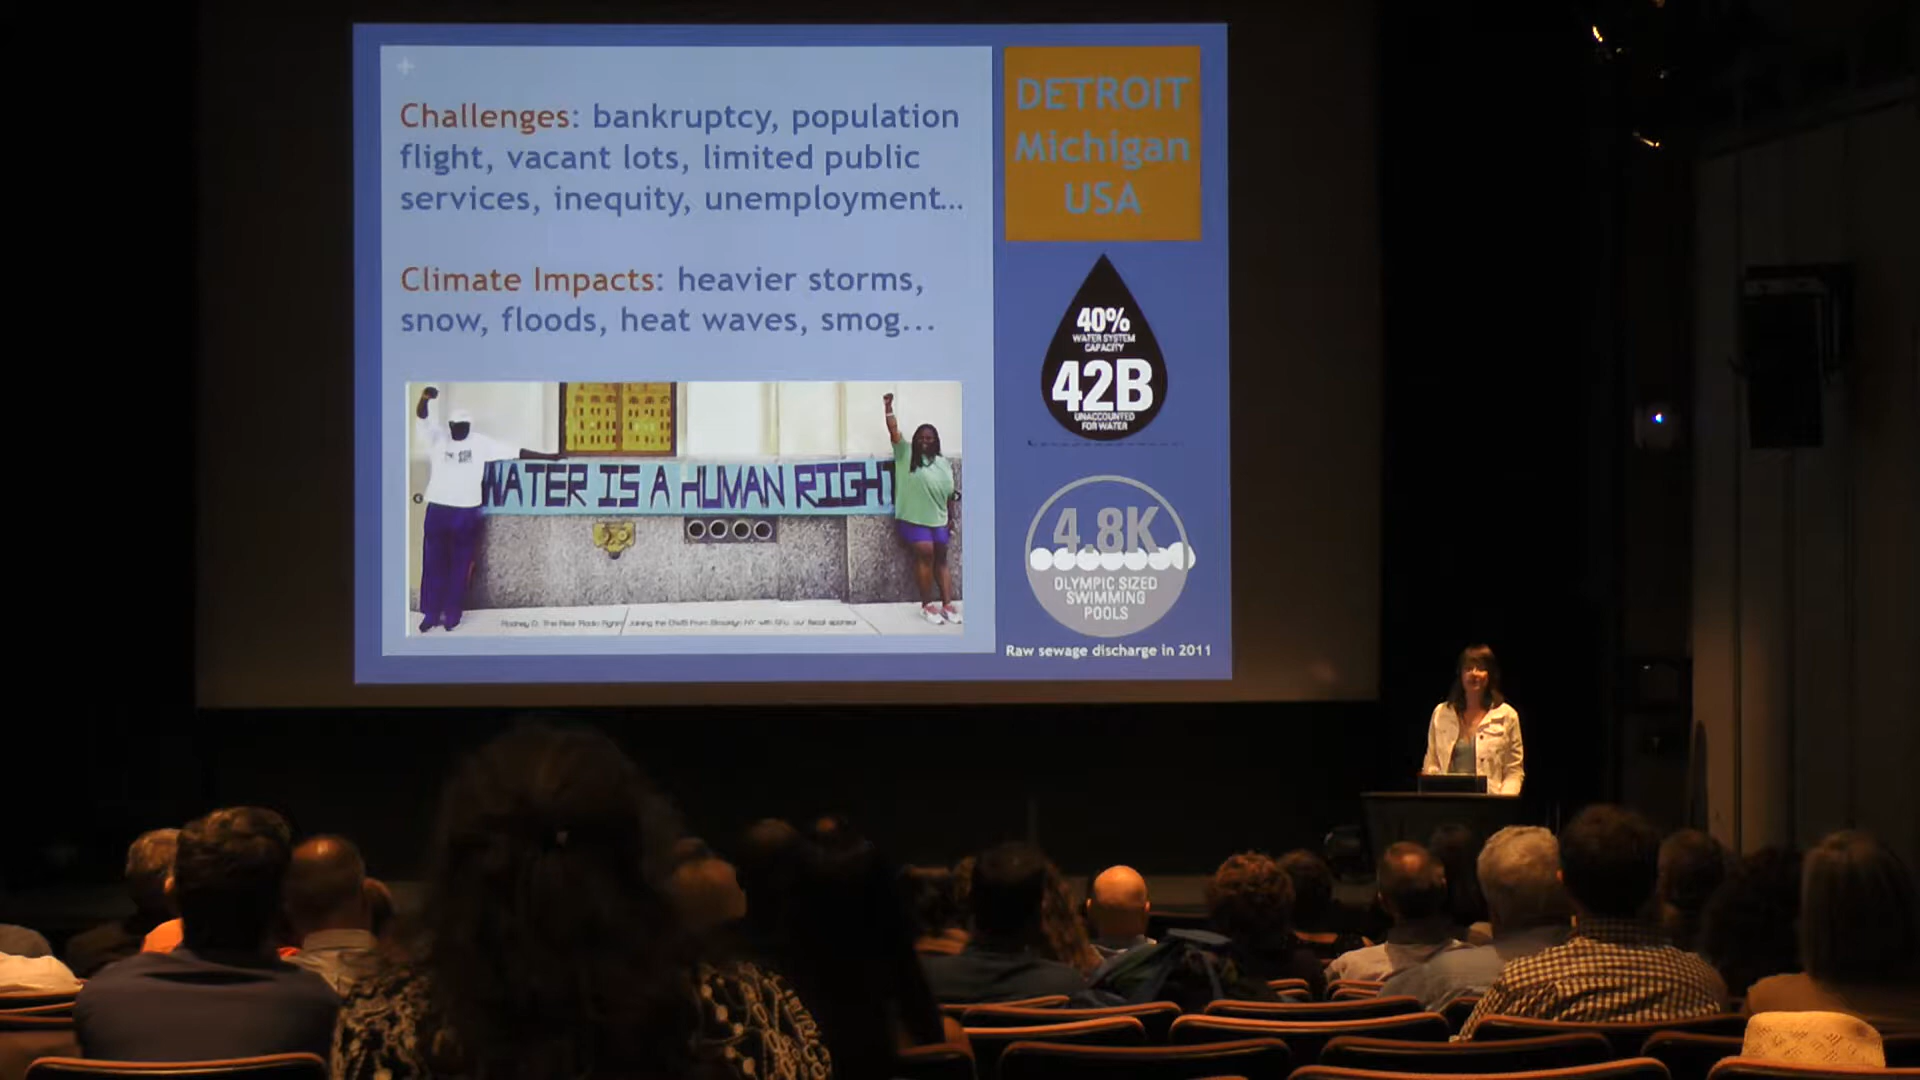 Challenges: bankruptcy, population
flight, vacant lots, limited public
services, inequity, unemployment...
Climate Impacts: heavier storms,
snow, floods, heat waves, smog...
WATER IS A HUMAN RIGHT
DETROIT
Michigan
USA
40%
WATER SYSTEM
CAPACITY
42B
UNACCOUNTED
FOR WATER
4.8K
OLYMPIC SIZED
SWIMMING
POOLS
Raw sewage discharge in 2011